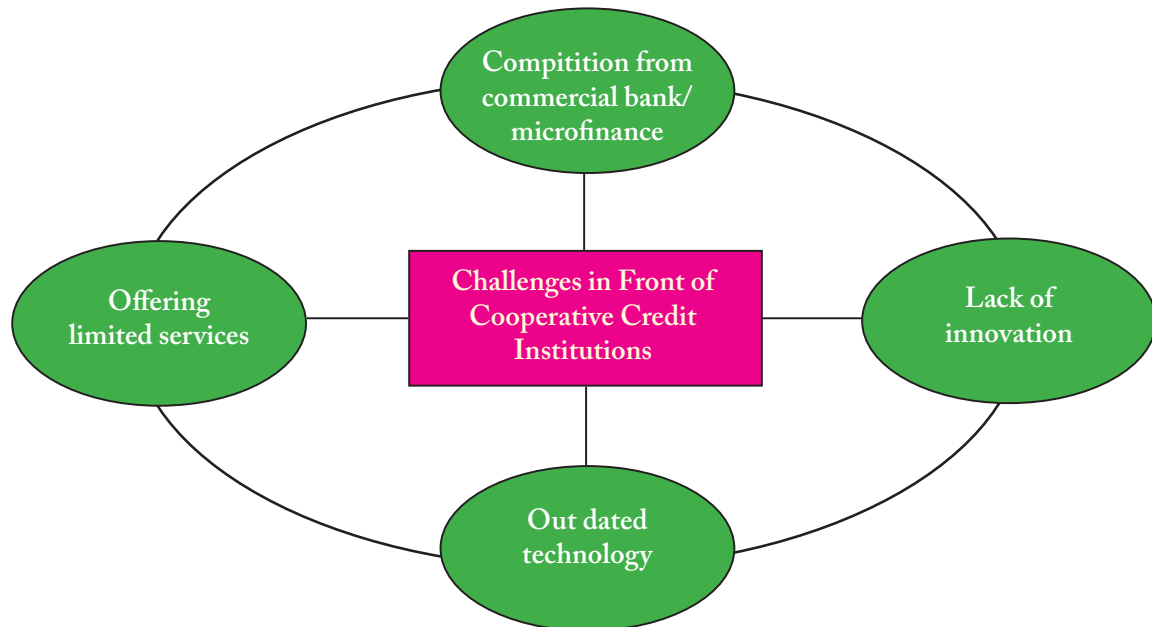 Compitition from
commercial bank/
microfinance
Offering
limited services
Challenges in Front of
Cooperative Credit
Institutions
Lack of
innovation
Out dated
technology